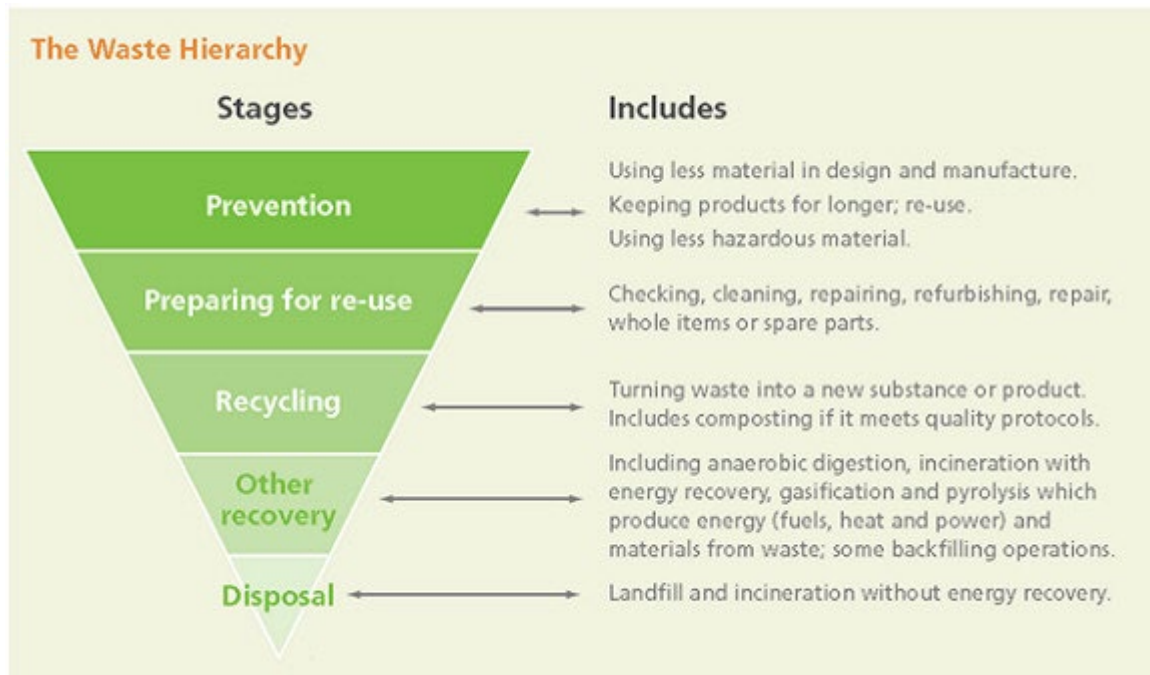 The Waste Hierarchy
Stages
Includes
Prevention
Using less material in design and manufacture.
Keeping products for longer; re-use.
Using less hazardous material.
Preparing for re-use
Checking, cleaning, repairing, refurbishing, repair,
whole items or spare parts.
Recycling
Turning waste into a new substance or product.
Includes composting if it meets quality protocols.
Other
recovery
Including anaerobic digestion, incineration with
energy recovery, gasification and pyrolysis which
produce energy (fuels, heat and power) and
materials from waste; some backfilling operations.
Disposal
Landfill and incineration without energy recovery.